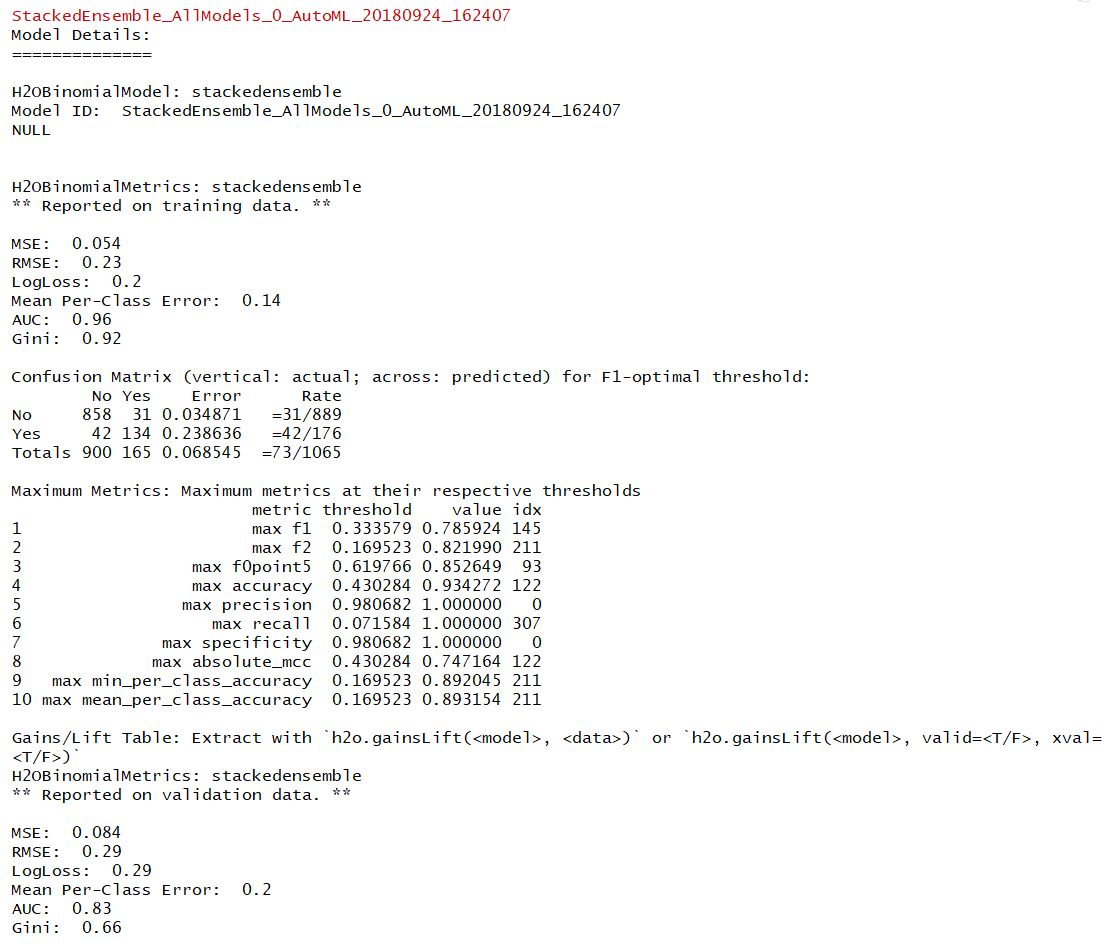 StackedEnsemble_AllModels_0_AutoML_20180924_162407
Model Details:
==============
H2OBinomialModel: stackedensemble
Model ID:  StackedEnsemble_AllModels_0_AutoML_20180924_162407
NULL
H2OBinomialMetrics: stackedensemble
** Reported on training data. **
MSE:  0.054
RMSE:  0.23
LogLoss:  0.2
Mean Per-Class Error:  0.14
AUC:  0.96
Gini:  0.92
Confusion Matrix (vertical: actual; across: predicted) for F1-optimal threshold:
        No Yes    Error      Rate
No     858  31 0.034871   =31/889
Yes     42 134 0.238636   =42/176
Totals 900 165 0.068545  =73/1065
Maximum Metrics: Maximum metrics at their respective thresholds
                        metric threshold    value idx
1                       max f1  0.333579 0.785924 145
2                       max f2  0.169523 0.821990 211
3                 max f0point5  0.619766 0.852649  93
4                 max accuracy  0.430284 0.934272 122
5                max precision  0.980682 1.000000   0
6                   max recall  0.071584 1.000000 307
7              max specificity  0.980682 1.000000   0
8             max absolute_mcc  0.430284 0.747164 122
9   max min_per_class_accuracy  0.169523 0.892045 211
10 max mean_per_class_accuracy  0.169523 0.893154 211
Gains/Lift Table: Extract with `h2o.gainsLift(<model>, <data>)` or `h2o.gainsLift(<model>, valid=<T/F>, xval=
<T/F>)`
H2OBinomialMetrics: stackedensemble
** Reported on validation data. **
MSE:  0.084
RMSE:  0.29
LogLoss:  0.29
Mean Per-Class Error:  0.2
AUC:  0.83
Gini:  0.66